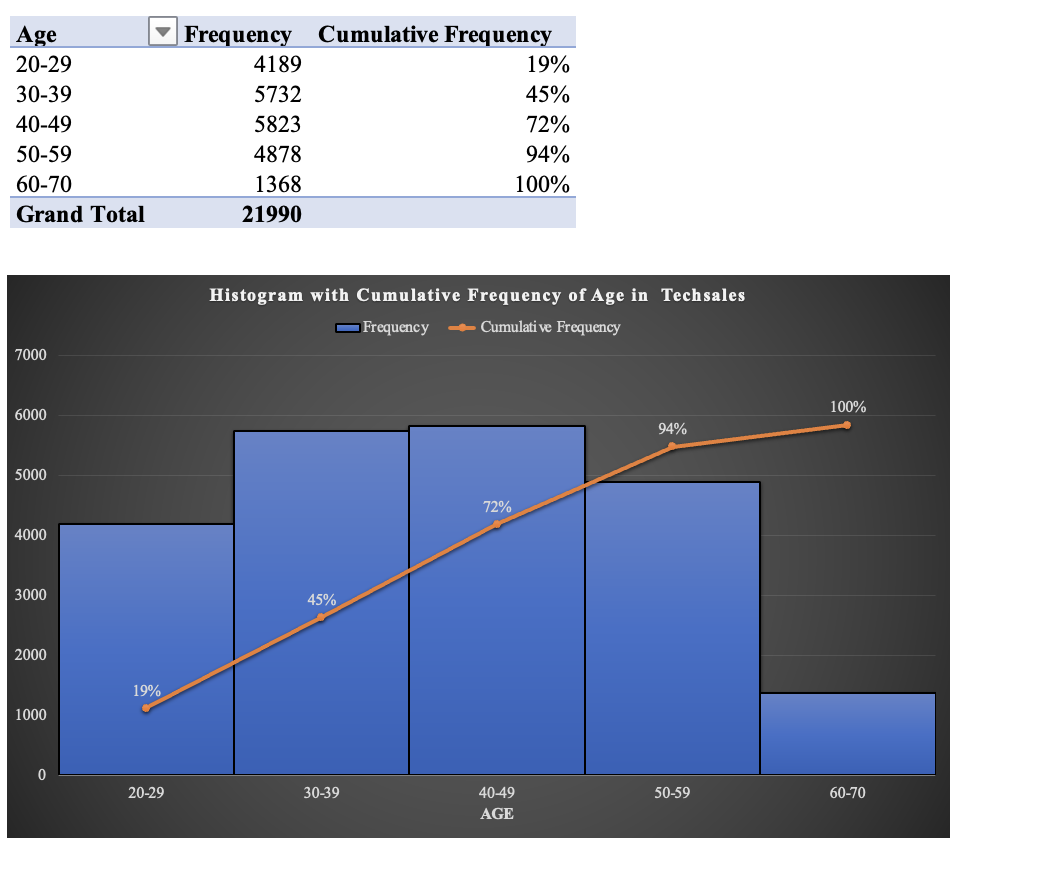 Age Frequency Cumulative Frequency
20-29 4189 19%
30-39 5732 45%
40-49 5823 72%
50-59 4878 94%
60-70 1368 100%
Grand Total 21990
Histogram with Cumulative Frequency of Age in Techsales
Frequency Cumulative Frequency
7000
6000
5000
4000
3000
2000
1000
0
19%
45%
72%
94%
100%
20-29 30-39 40-49 50-59 60-70
AGE